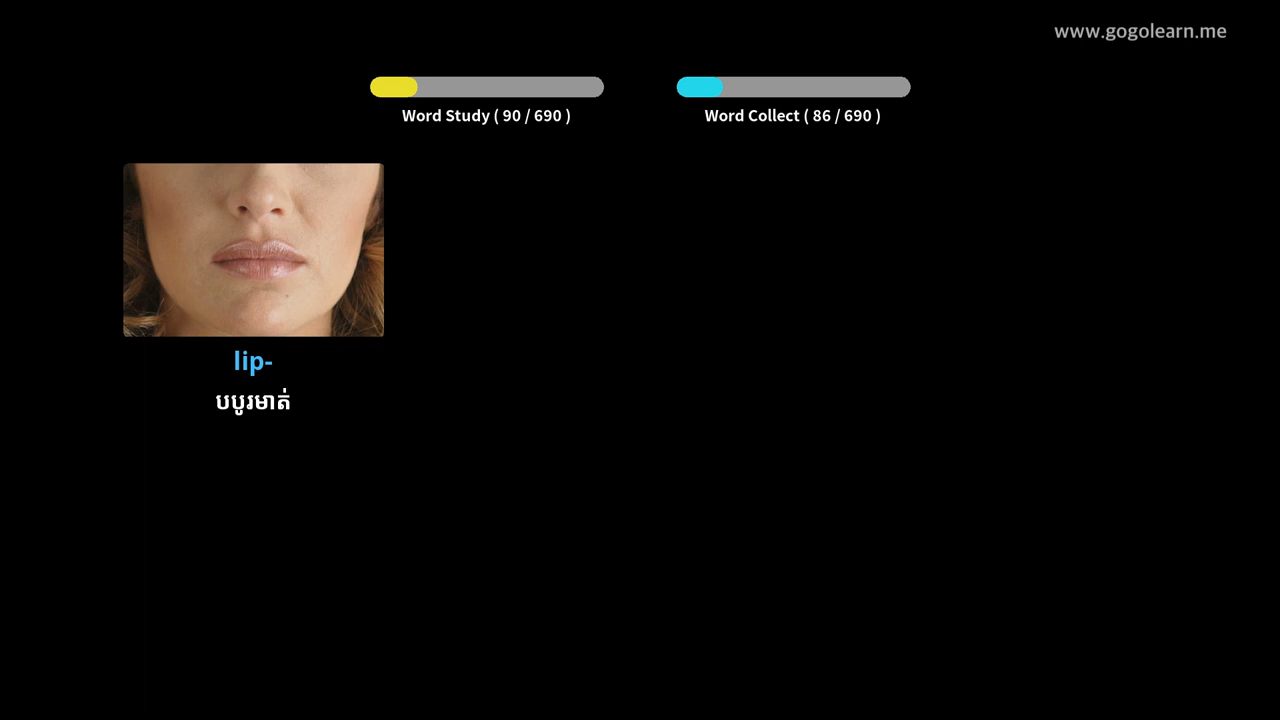 www.gogolearn.me
Word Study ( 90 / 690 )
Word Collect ( 86 / 690 )
lip-
បបូរមាត់